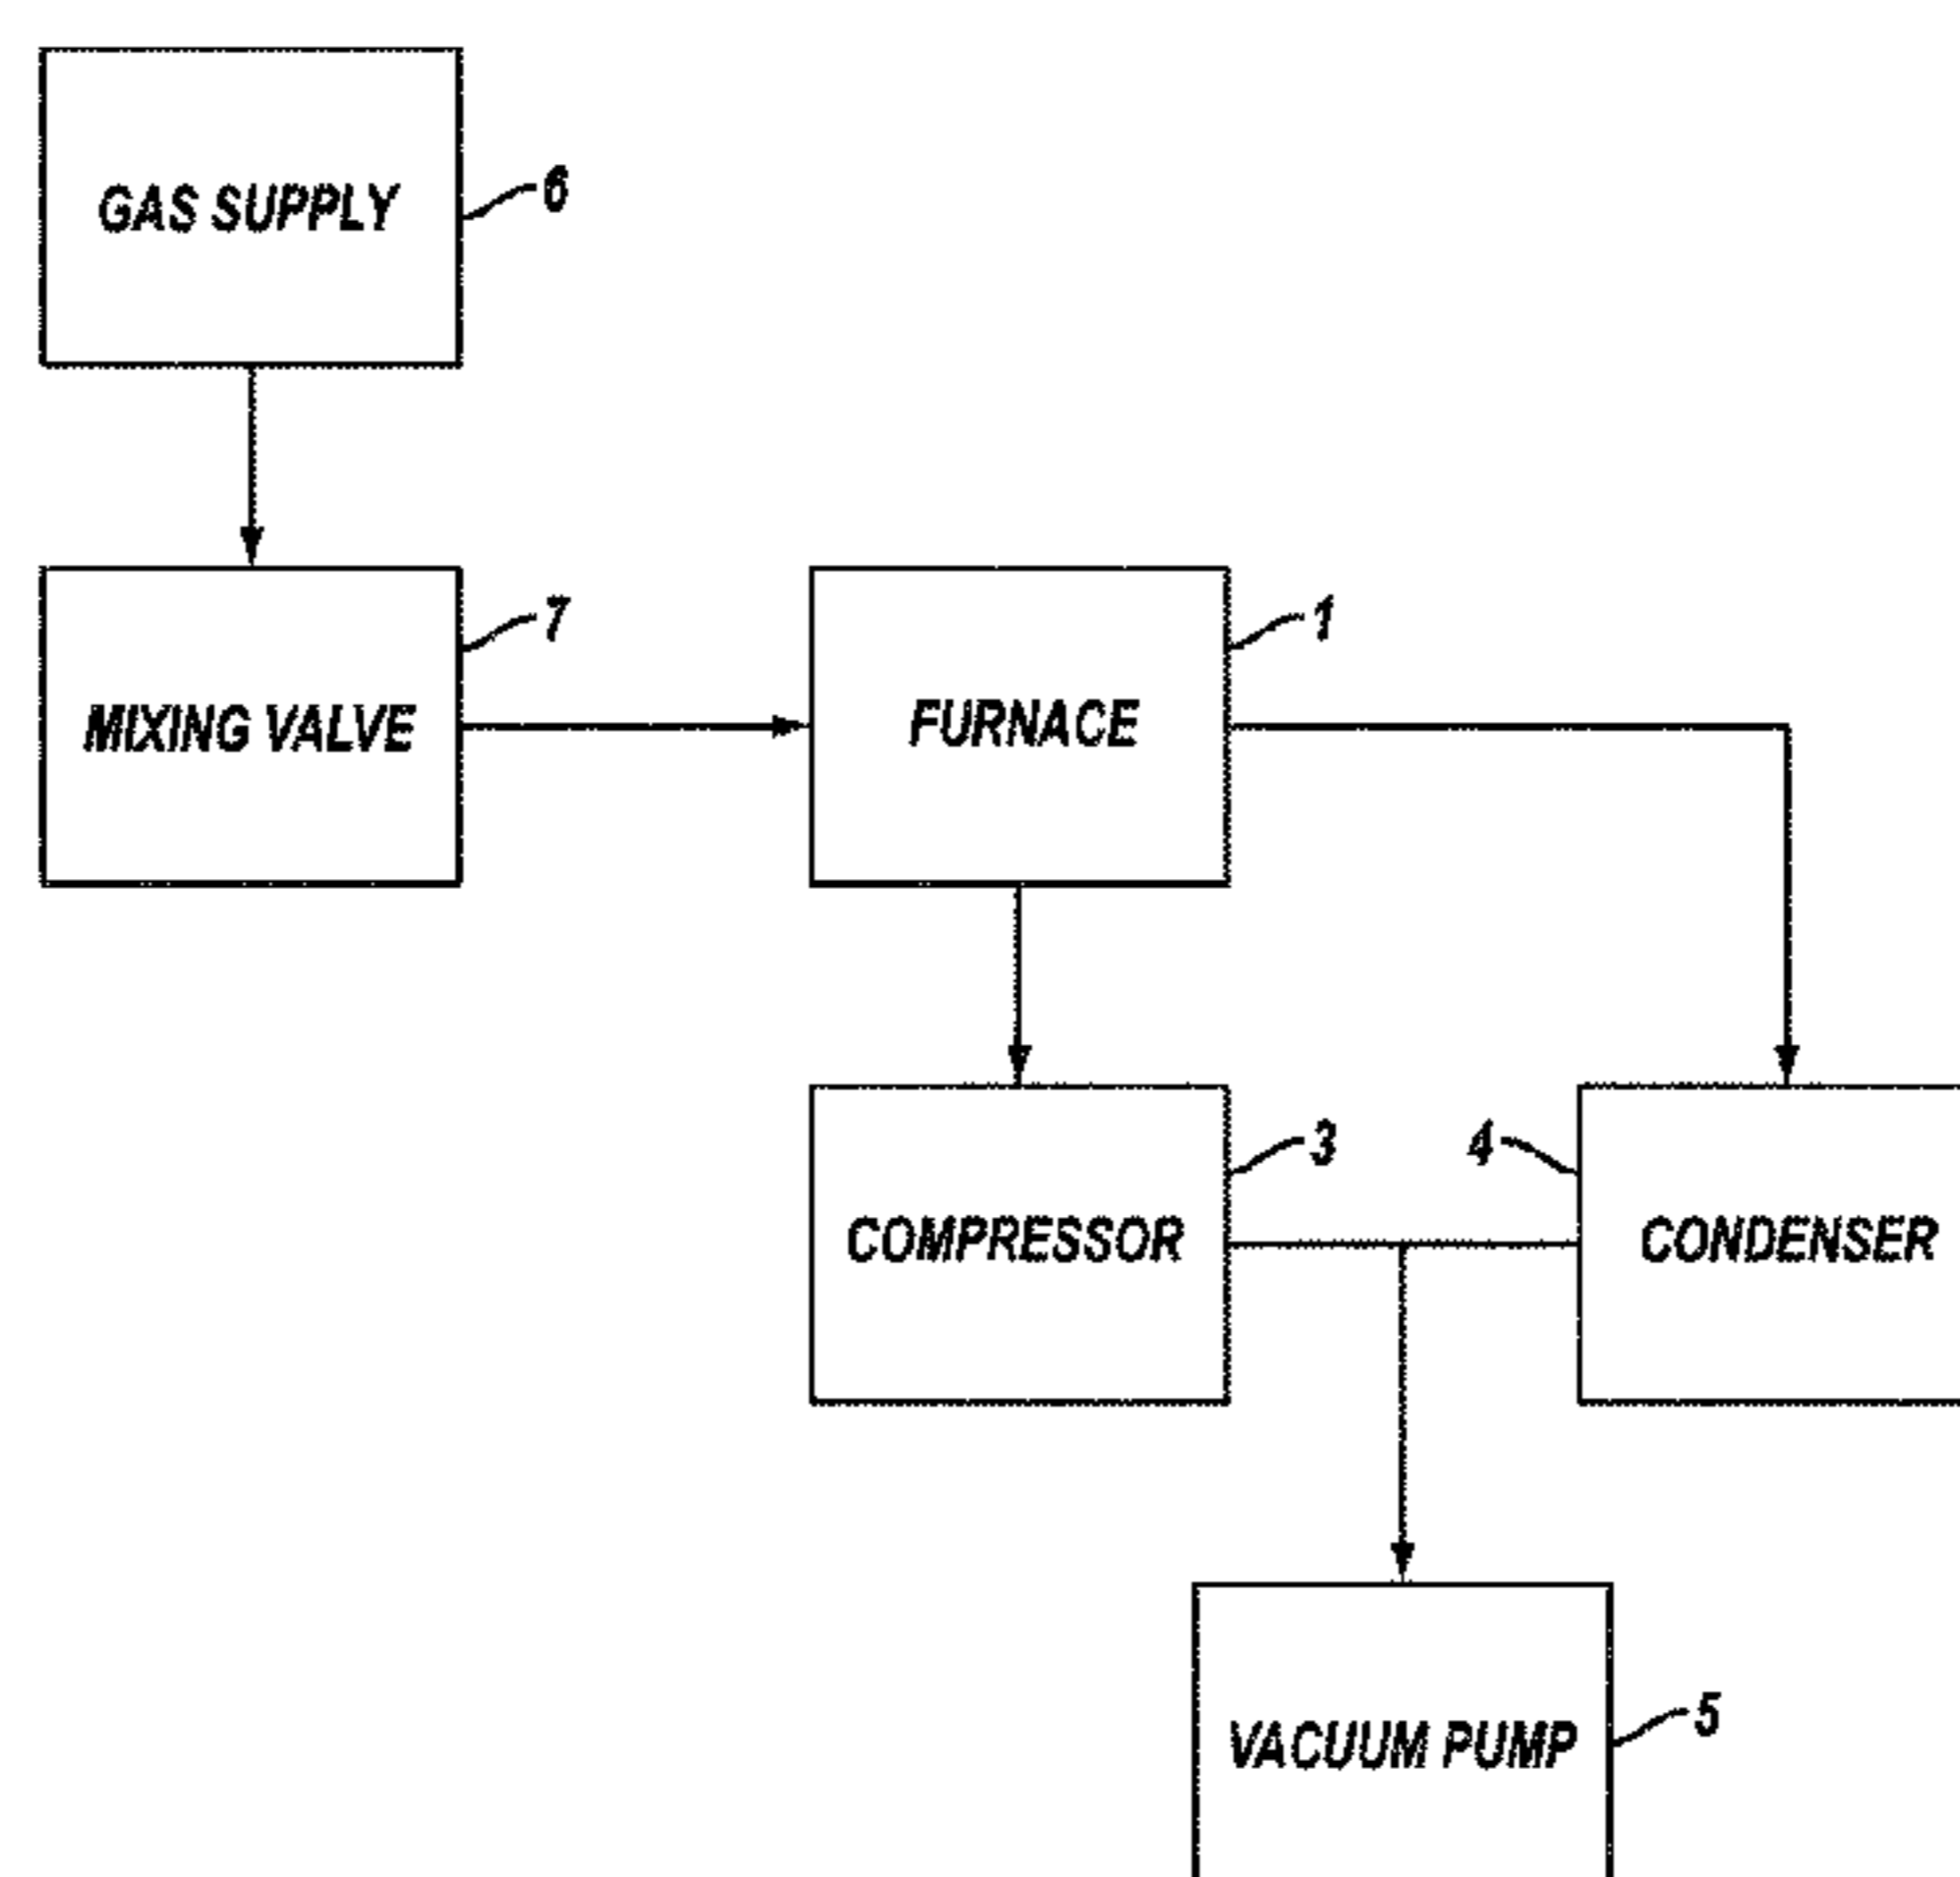 GAS SUPPLY
6
MIXING VALVE
7
FURNACE
1
COMPRESSOR
3
4
CONDENSER
VACUUM PUMP
5